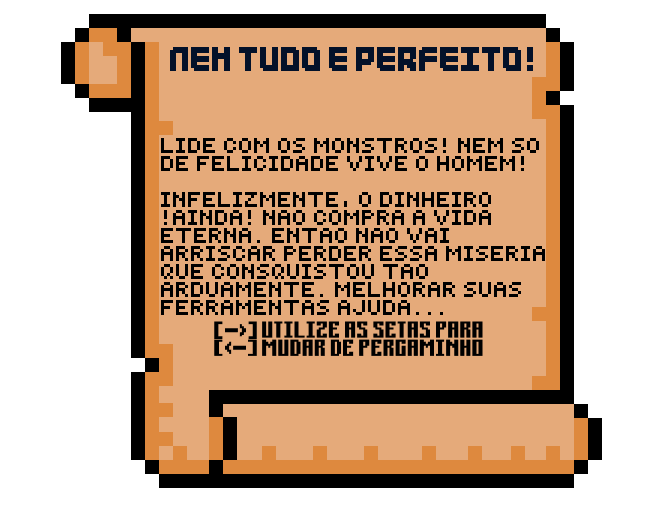 NEM TUDO E PERFEITO!
LIDE COM OS MONSTROS! NEM SO
DE FELICIDADE VIVE O HOMEM!
INFELIZMENTE, O DINHEIRO
!AINDA! NAO COMPRA A VIDA
ETERNA. ENTAO NAO VAI
ARRISCAR PERDER ESSA MISERIA
QUE CONSQUISTOU TAO
ARDUAMENTE. MELHORAR SUAS
FERRAMENTAS AJUDA...
[->] UTILIZE AS SETAS PARA
[<-] MUDAR DE PERGAMINHO